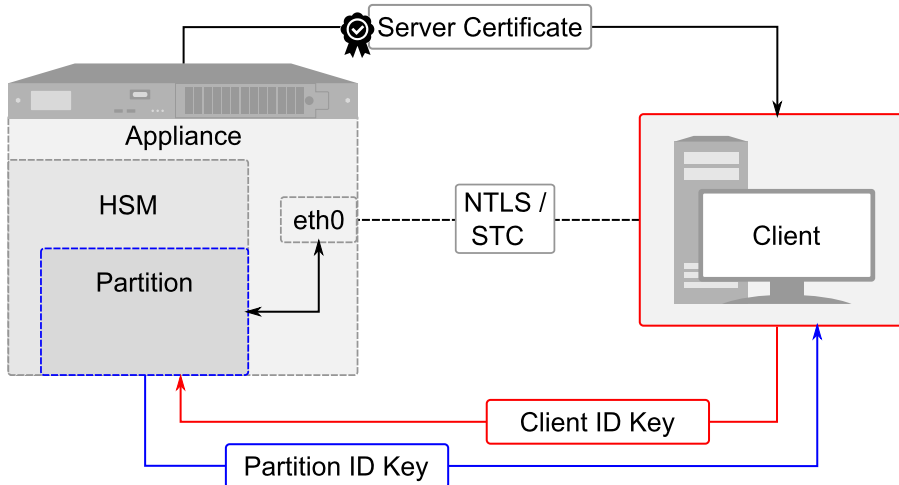 Server Certificate
Appliance
HSM
eth0
NTLS /
STC
Client
Partition
Client ID Key
Partition ID Key